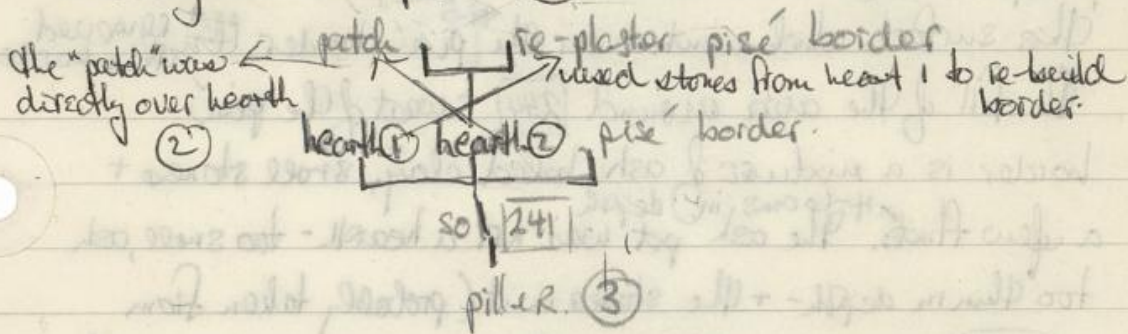 patch re-plaster pisé border
the "patch" was directly over hearth ②
used stones from heart 1 to re-build border.
hearth ① hearth ② pisé border.
so 241
pilleR. ③